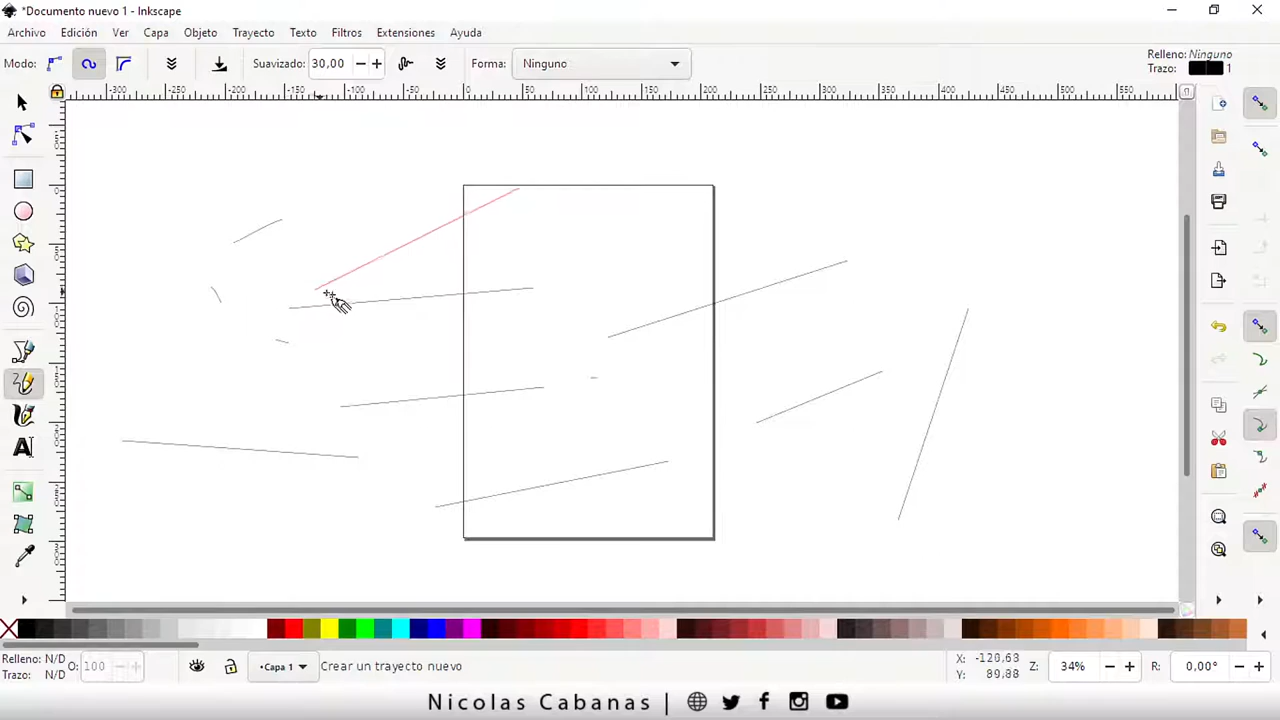 *Documento nuevo 1 - Inkscape
Archivo Edición Ver Capa Objeto Trayecto Texto Filtros Extensiones Ayuda
Modo: Suavizado: 30,00 Forma: Ninguno
Relleno: Ninguno
Trazo: 1
-300 -250 -200 -150 -100 -50 0 50 100 150 200 250 300 350 400 450 500 550
Relleno: N/D
Trazo: N/D
O: 100
•Capa 1
Crear un trayecto nuevo
X: -120,63
Y: 89,88
Z: 34%
R: 0,00°
Nicolas Cabanas |